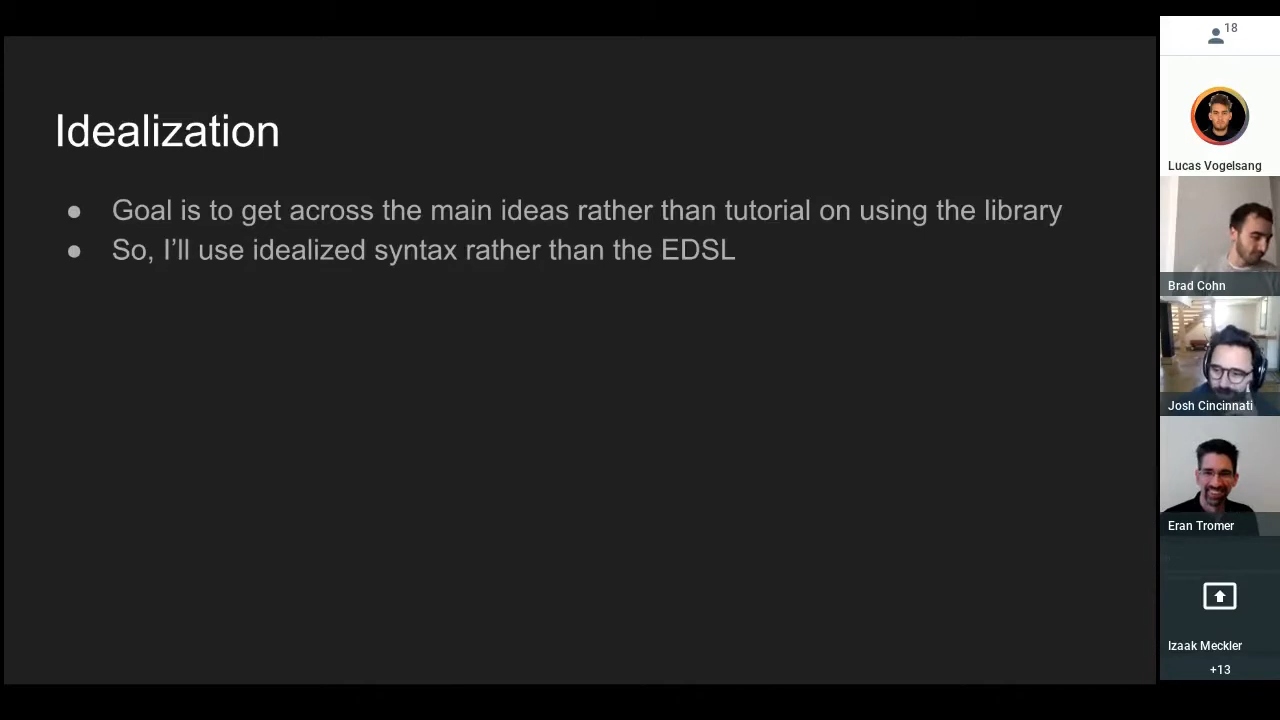 Idealization
● Goal is to get across the main ideas rather than tutorial on using the library
● So, I’ll use idealized syntax rather than the EDSL
18
Lucas Vogelsang
Brad Cohn
Josh Cincinnati
Eran Tromer
Izaak Meckler
+13